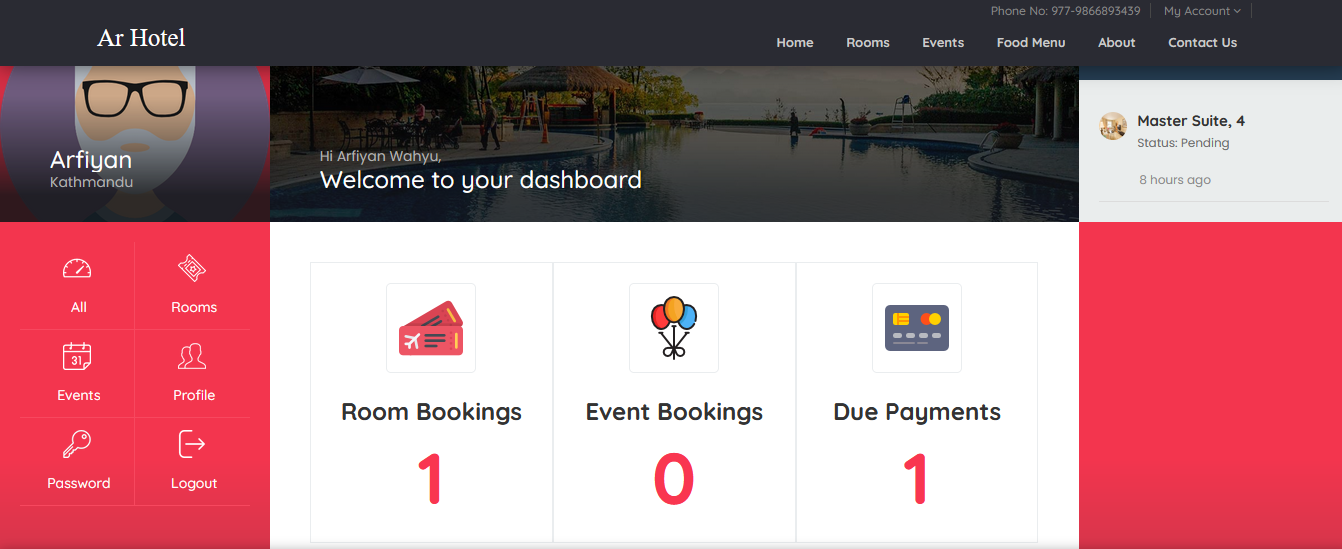 Phone No: 977-9866893439
My Account
Ar Hotel
Home
Rooms
Events
Food Menu
About
Contact Us
Arfiyan
Kathmandu
Hi Arfiyan Wahyu,
Welcome to your dashboard
Master Suite, 4
Status: Pending
8 hours ago
All
Rooms
31
Events
Profile
Password
Logout
Room Bookings
1
Event Bookings
0
Due Payments
1